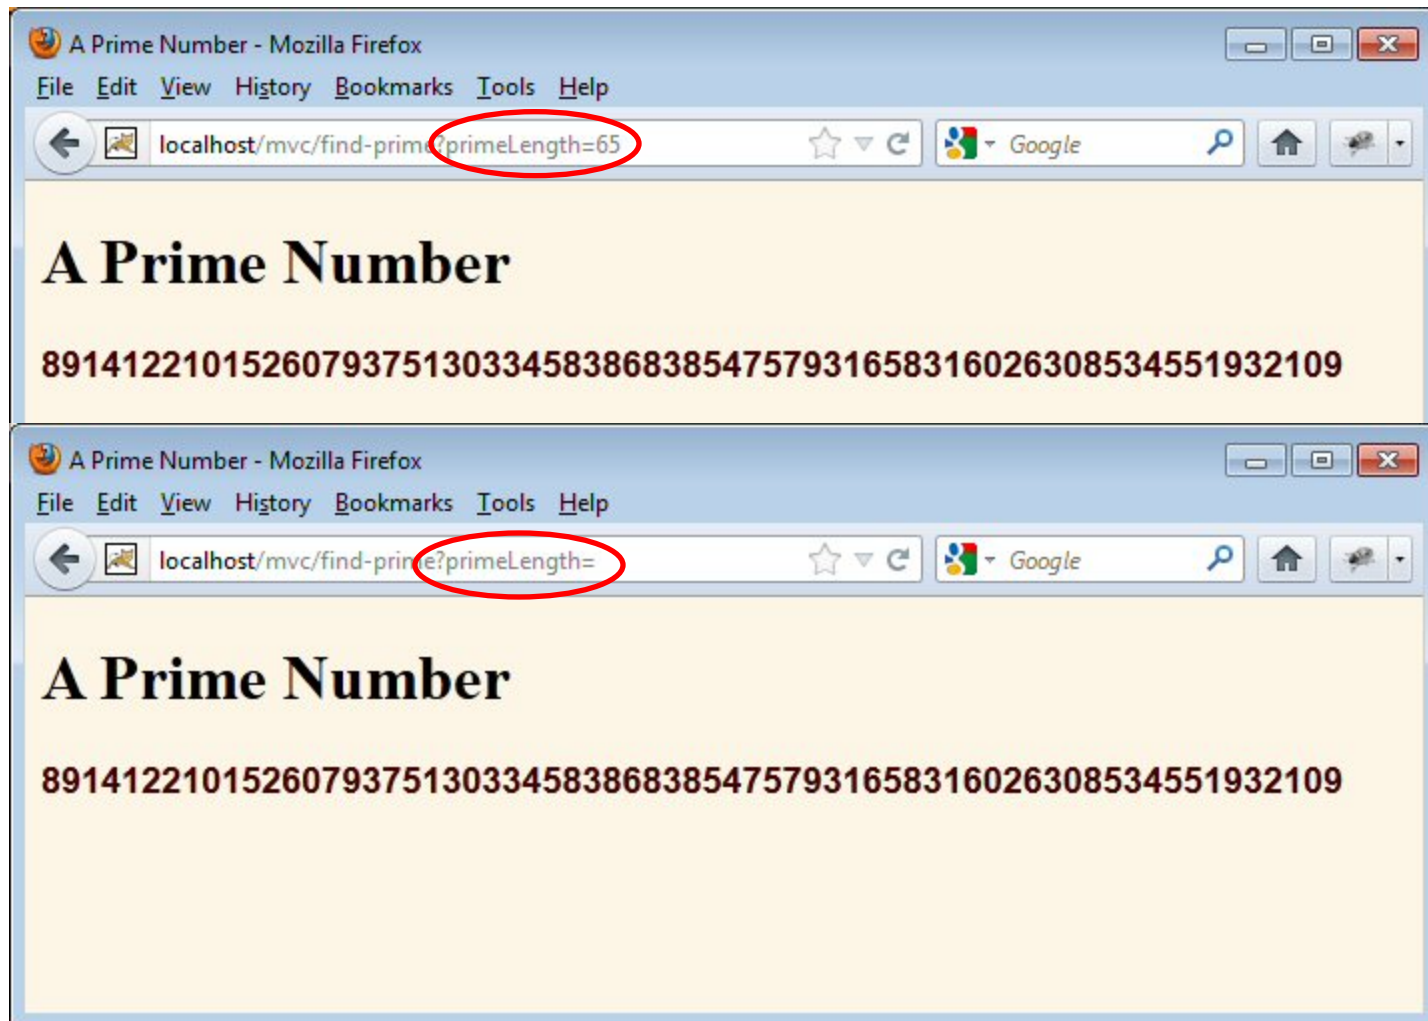 A Prime Number - Mozilla Firefox
File Edit View History Bookmarks Tools Help
localhost/mvc/find-prime?primeLength=65 Google
A Prime Number
89141221015260793751303345838683854757931658316026308534551932109
A Prime Number - Mozilla Firefox
File Edit View History Bookmarks Tools Help
localhost/mvc/find-prime?primeLength= Google
A Prime Number
89141221015260793751303345838683854757931658316026308534551932109